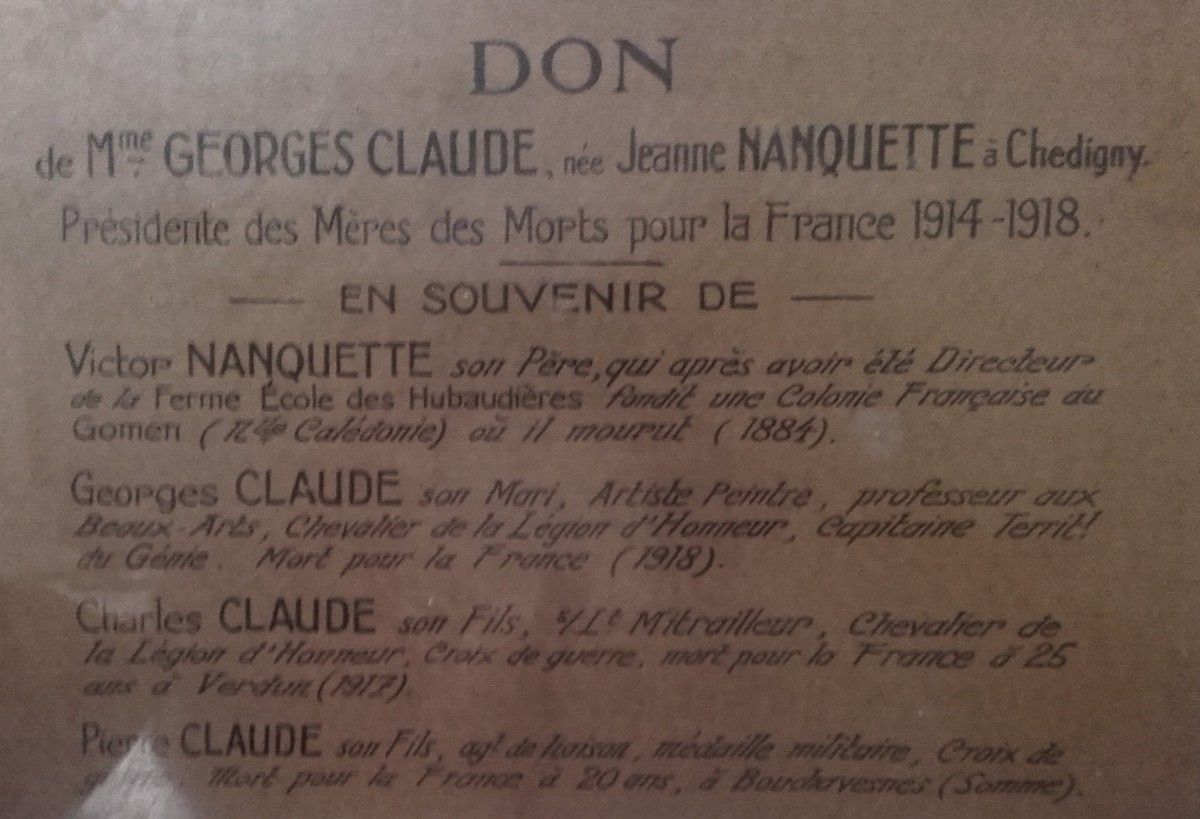 DON
de Mme GEORGES CLAUDE, née Jeanne NANQUETTE à Chedigny.
Présidente des Mères des Morts pour la France 1914-1918.
EN SOUVENIR DE
Victor NANQUETTE son Père, qui après avoir été Directeur
de la Ferme École des Hubaudières fondit une Colonie Française au
Gomen (Nlle Calédonie) où il mourut (1884).
Georges CLAUDE son Mari, Artiste Peintre, professeur aux
Beaux-Arts, Chevalier de la Légion d'Honneur, Capitaine Territ!
du Génie. Mort pour la France (1918).
Charles CLAUDE son Fils, s/Lt Mitrailleur, Chevalier de
la Légion d'Honneur, Croix de guerre, mort pour la France à 25
ans à Verdun (1917).
Pierre CLAUDE son Fils, agt de liaison, médaille militaire, Croix de
guerre. Mort pour la France à 20 ans, à Bouchavesnes (Somme).